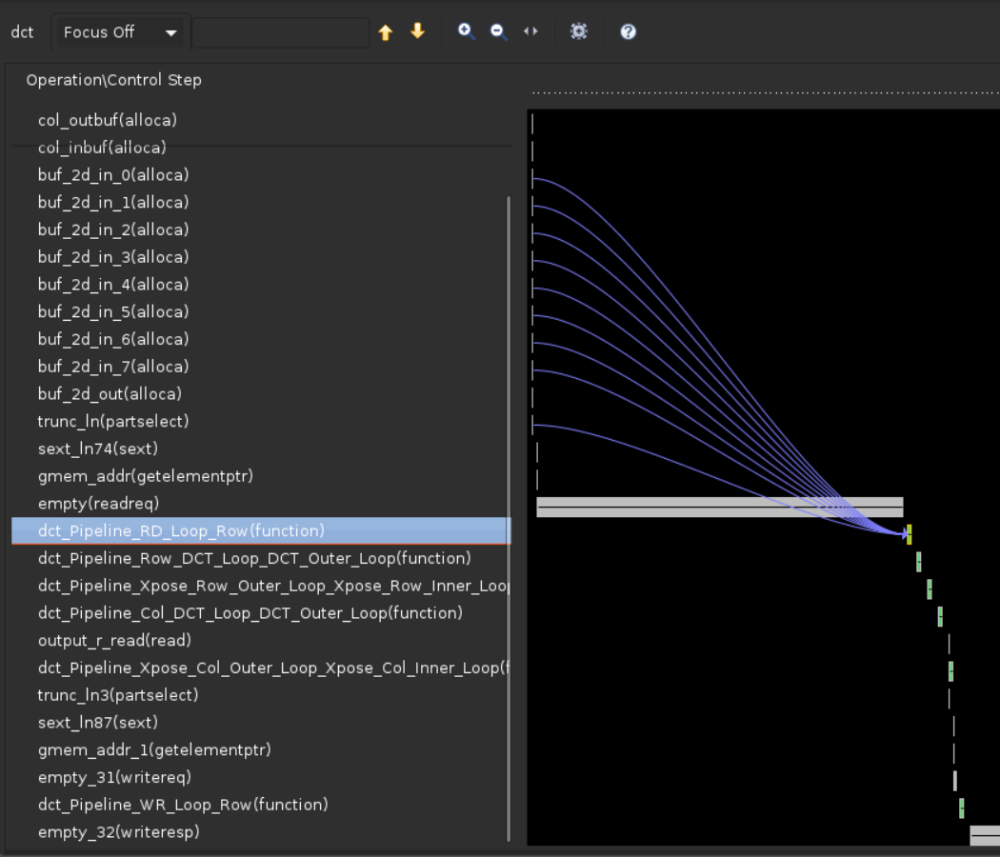 dct Focus Off
Operation\Control Step
col_outbuf(alloca)
col_inbuf(alloca)
buf_2d_in_0(alloca)
buf_2d_in_1(alloca)
buf_2d_in_2(alloca)
buf_2d_in_3(alloca)
buf_2d_in_4(alloca)
buf_2d_in_5(alloca)
buf_2d_in_6(alloca)
buf_2d_in_7(alloca)
buf_2d_out(alloca)
trunc_ln(partselect)
sext_ln74(sext)
gmem_addr(getelementptr)
empty(readreq)
dct_Pipeline_RD_Loop_Row(function)
dct_Pipeline_Row_DCT_Loop_DCT_Outer_Loop(function)
dct_Pipeline_Xpose_Row_Outer_Loop_Xpose_Row_Inner_Loop
dct_Pipeline_Col_DCT_Loop_DCT_Outer_Loop(function)
output_r_read(read)
dct_Pipeline_Xpose_Col_Outer_Loop_Xpose_Col_Inner_Loop(f
trunc_ln3(partselect)
sext_ln87(sext)
gmem_addr_1(getelementptr)
empty_31(writereq)
dct_Pipeline_WR_Loop_Row(function)
empty_32(writeresp)